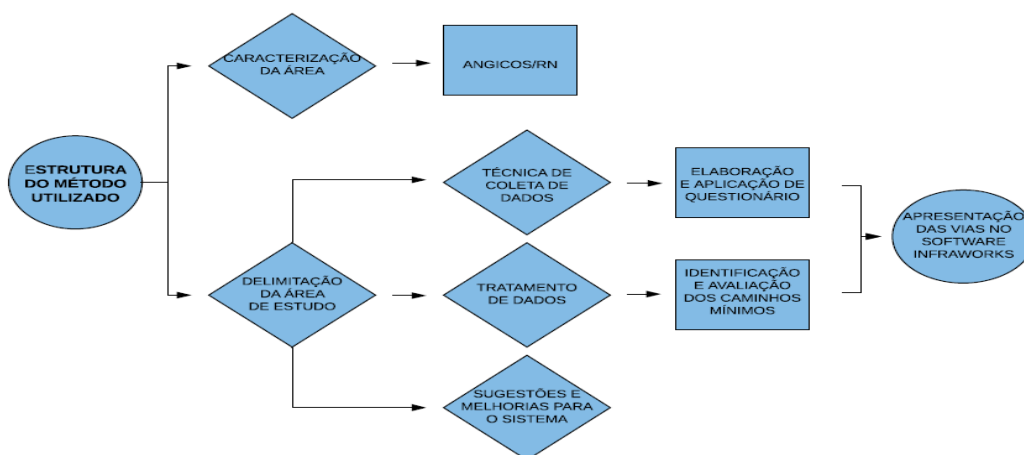 CARACTERIZAÇÃO
DA ÁREA
ANGICOS/RN
ESTRUTURA
DO MÉTODO
UTILIZADO
TÉCNICA DE
COLETA DE
DADOS
ELABORAÇÃO
E APLICAÇÃO DE
QUESTIONÁRIO
APRESENTAÇÃO
DAS VIAS NO
SOFTWARE
INFRAWORKS
DELIMITAÇÃO
DA ÁREA
DE ESTUDO
TRATAMENTO
DE DADOS
IDENTIFICAÇÃO
E AVALIAÇÃO
DOS CAMINHOS
MÍNIMOS
SUGESTÕES E
MELHORIAS PARA
O SISTEMA